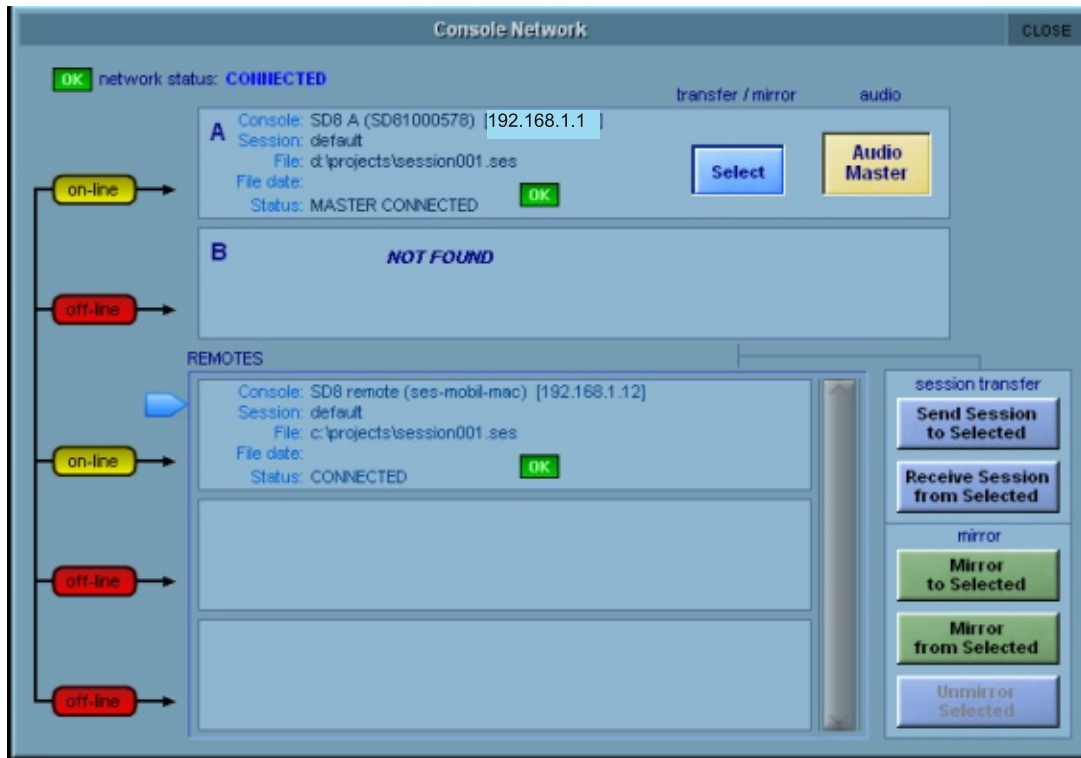 Console Network
CLOSE
OK network status: CONNECTED
transfer / mirror
audio
A
Console: SD8 A (SD81000578) [192.168.1.1 ]
Session: default
File: d:\projects\session001.ses
File date:
Status: MASTER CONNECTED
OK
Select
Audio
Master
on-line
B
NOT FOUND
off-line
REMOTES
Console: SD8 remote (ses-mobil-mac) [192.168.1.12]
Session: default
File: c:\projects\session001.ses
File date:
Status: CONNECTED
OK
on-line
off-line
off-line
session transfer
Send Session
to Selected
Receive Session
from Selected
mirror
Mirror
to Selected
Mirror
from Selected
Unmirror
Selected